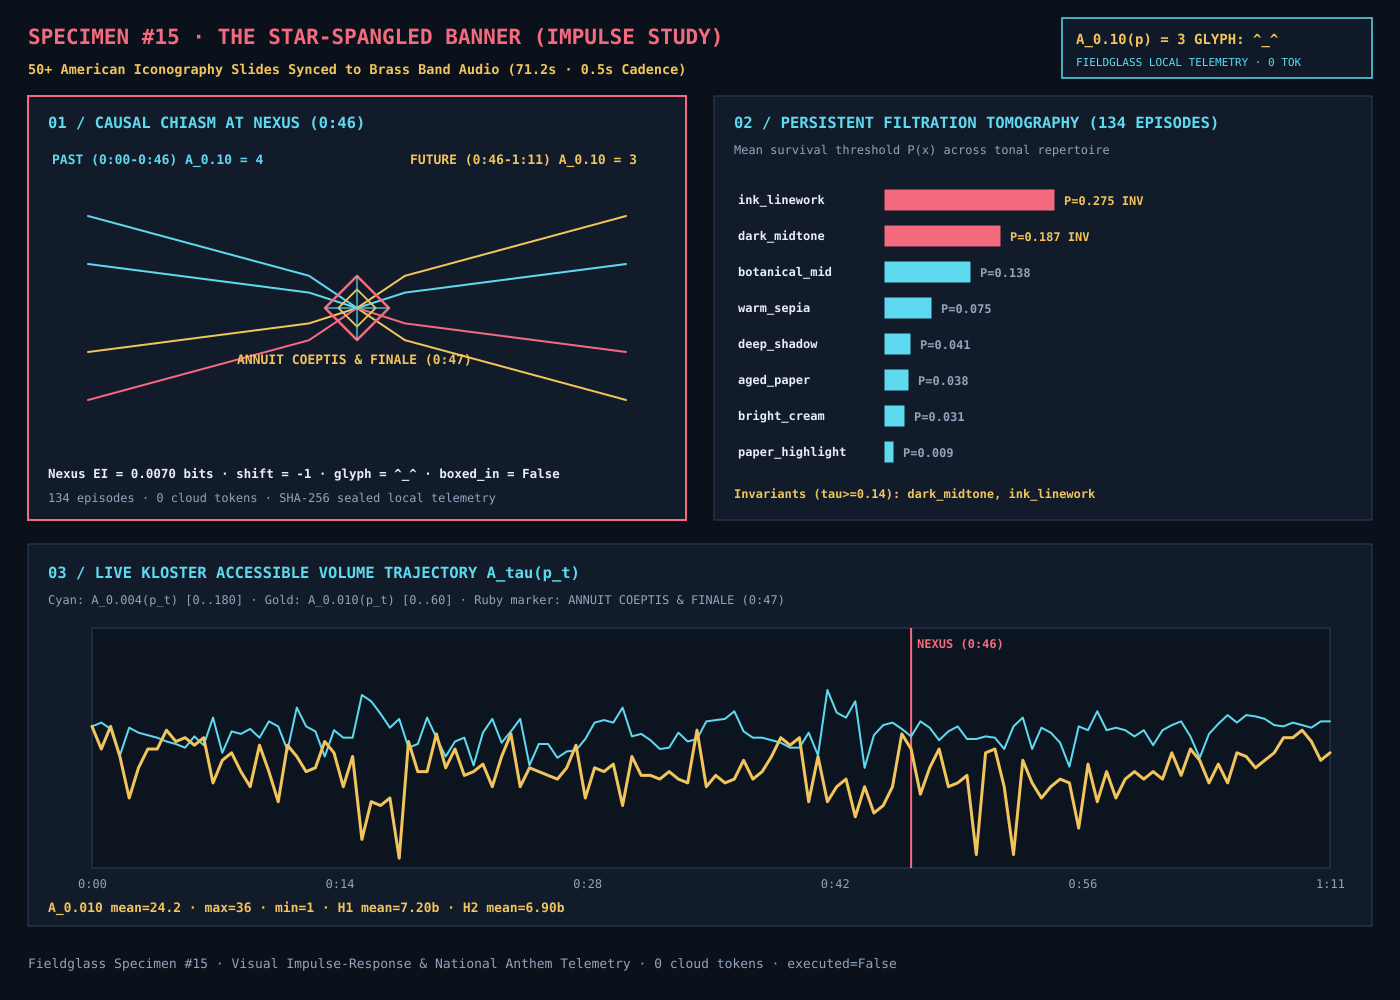 SPECIMEN #15 · THE STAR-SPANGLED BANNER (IMPULSE STUDY)
50+ American Iconography Slides Synced to Brass Band Audio (71.2s · 0.5s Cadence)
A_0.10(p) = 3 GLYPH: ^_^
FIELDGLASS LOCAL TELEMETRY · 0 TOK
01 / CAUSAL CHIASM AT NEXUS (0:46)
PAST (0:00-0:46) A_0.10 = 4
FUTURE (0:46-1:11) A_0.10 = 3
ANNUIT COEPTIS & FINALE (0:47)
Nexus EI = 0.0070 bits · shift = -1 · glyph = ^_^ · boxed_in = False
134 episodes · 0 cloud tokens · SHA-256 sealed local telemetry
02 / PERSISTENT FILTRATION TOMOGRAPHY (134 EPISODES)
Mean survival threshold P(x) across tonal repertoire
ink_linework P=0.275 INV
dark_midtone P=0.187 INV
botanical_mid P=0.138
warm_sepia P=0.075
deep_shadow P=0.041
aged_paper P=0.038
bright_cream P=0.031
paper_highlight P=0.009
Invariants (tau>=0.14): dark_midtone, ink_linework
03 / LIVE KLOSTER ACCESSIBLE VOLUME TRAJECTORY A_tau(p_t)
Cyan: A_0.004(p_t) [0..180] · Gold: A_0.010(p_t) [0..60] · Ruby marker: ANNUIT COEPTIS & FINALE (0:47)
NEXUS (0:46)
0:00 0:14 0:28 0:42 0:56 1:11
A_0.010 mean=24.2 · max=36 · min=1 · H1 mean=7.20b · H2 mean=6.90b
Fieldglass Specimen #15 · Visual Impulse-Response & National Anthem Telemetry · 0 cloud tokens · executed=False